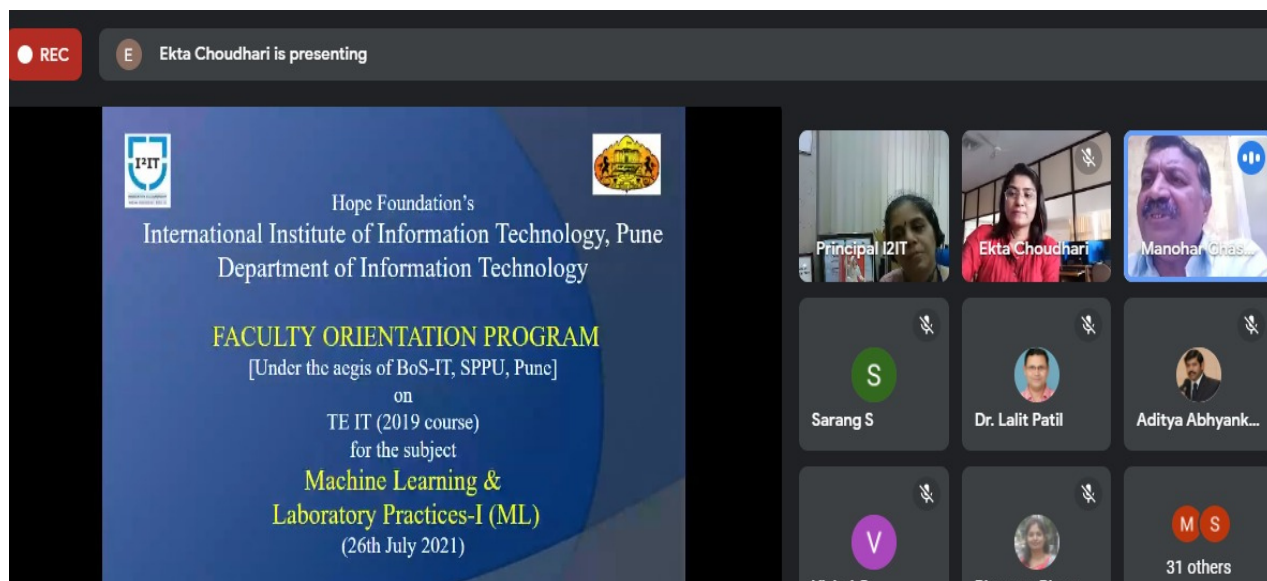 REC
E
Ekta Choudhari is presenting
I²IT
Hope Foundation's
International Institute of Information Technology, Pune
Department of Information Technology
FACULTY ORIENTATION PROGRAM
[Under the aegis of BoS-IT, SPPU, Pune]
on
TE IT (2019 course)
for the subject
Machine Learning &
Laboratory Practices-I (ML)
(26th July 2021)
Principal I2IT
Ekta Choudhari
Manohar Chas...
S
Sarang S
Dr. Lalit Patil
Aditya Abhyank...
V
M S
31 others